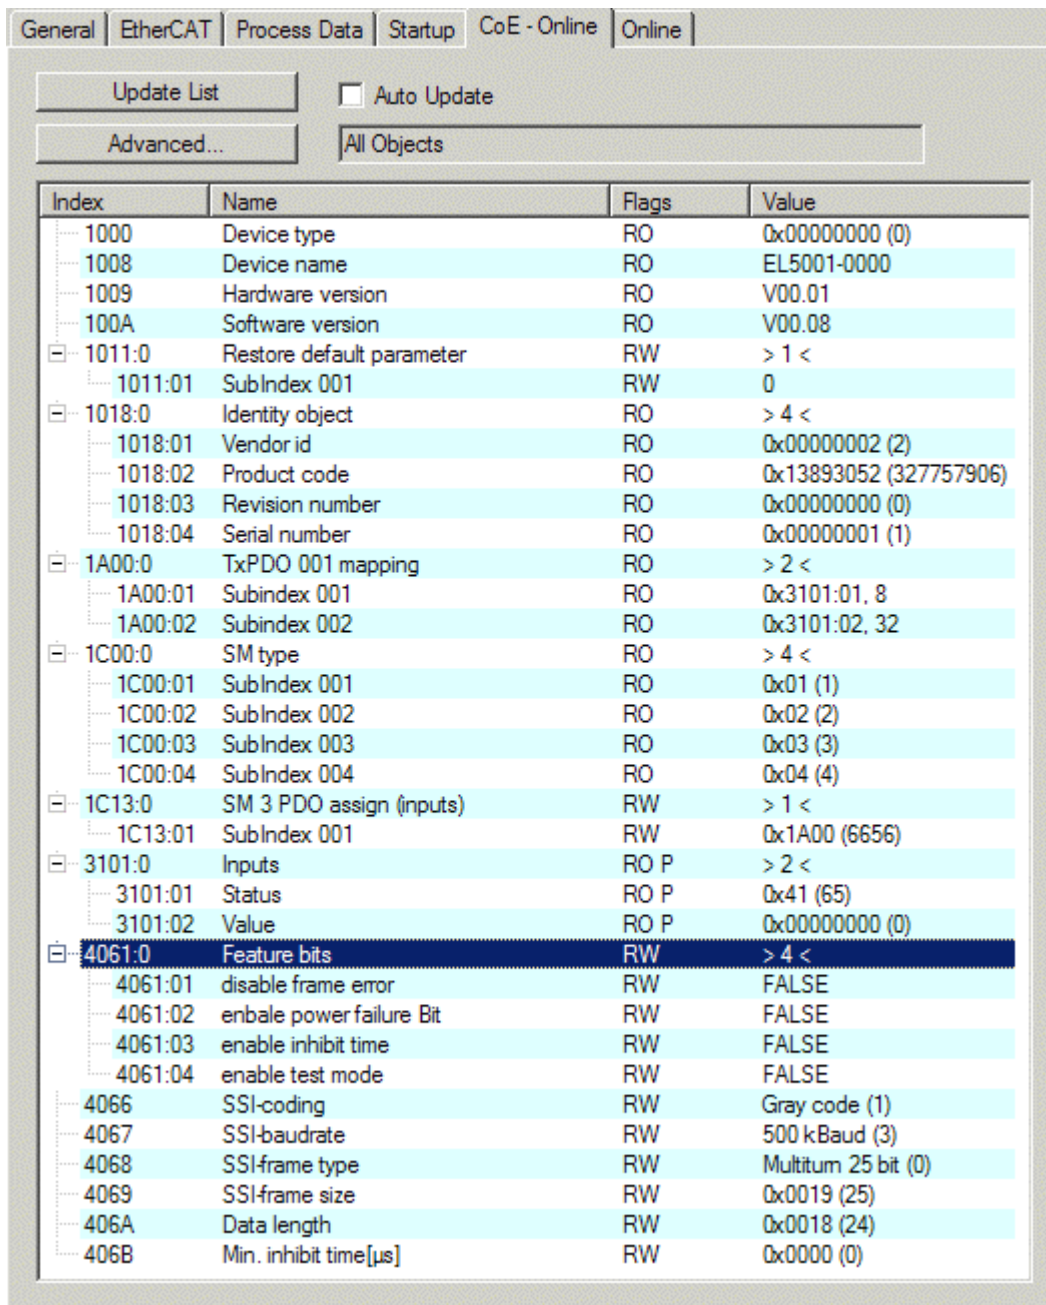 General EtherCAT Process Data Startup CoE - Online Online
Update List Auto Update
Advanced... All Objects
Index Name Flags Value
1000 Device type RO 0x00000000 (0)
1008 Device name RO EL5001-0000
1009 Hardware version RO V00.01
100A Software version RO V00.08
1011:0 Restore default parameter RW > 1 <
1011:01 SubIndex 001 RW 0
1018:0 Identity object RO > 4 <
1018:01 Vendor id RO 0x00000002 (2)
1018:02 Product code RO 0x13893052 (327757906)
1018:03 Revision number RO 0x00000000 (0)
1018:04 Serial number RO 0x00000001 (1)
1A00:0 TxPDO 001 mapping RO > 2 <
1A00:01 Subindex 001 RO 0x3101:01, 8
1A00:02 Subindex 002 RO 0x3101:02, 32
1C00:0 SM type RO > 4 <
1C00:01 SubIndex 001 RO 0x01 (1)
1C00:02 SubIndex 002 RO 0x02 (2)
1C00:03 SubIndex 003 RO 0x03 (3)
1C00:04 SubIndex 004 RO 0x04 (4)
1C13:0 SM 3 PDO assign (inputs) RW > 1 <
1C13:01 SubIndex 001 RW 0x1A00 (6656)
3101:0 Inputs RO P > 2 <
3101:01 Status RO P 0x41 (65)
3101:02 Value RO P 0x00000000 (0)
4061:0 Feature bits RW > 4 <
4061:01 disable frame error RW FALSE
4061:02 enbale power failure Bit RW FALSE
4061:03 enable inhibit time RW FALSE
4061:04 enable test mode RW FALSE
4066 SSI-coding RW Gray code (1)
4067 SSI-baudrate RW 500 kBaud (3)
4068 SSI-frame type RW Multiturn 25 bit (0)
4069 SSI-frame size RW 0x0019 (25)
406A Data length RW 0x0018 (24)
406B Min. inhibit time[µs] RW 0x0000 (0)